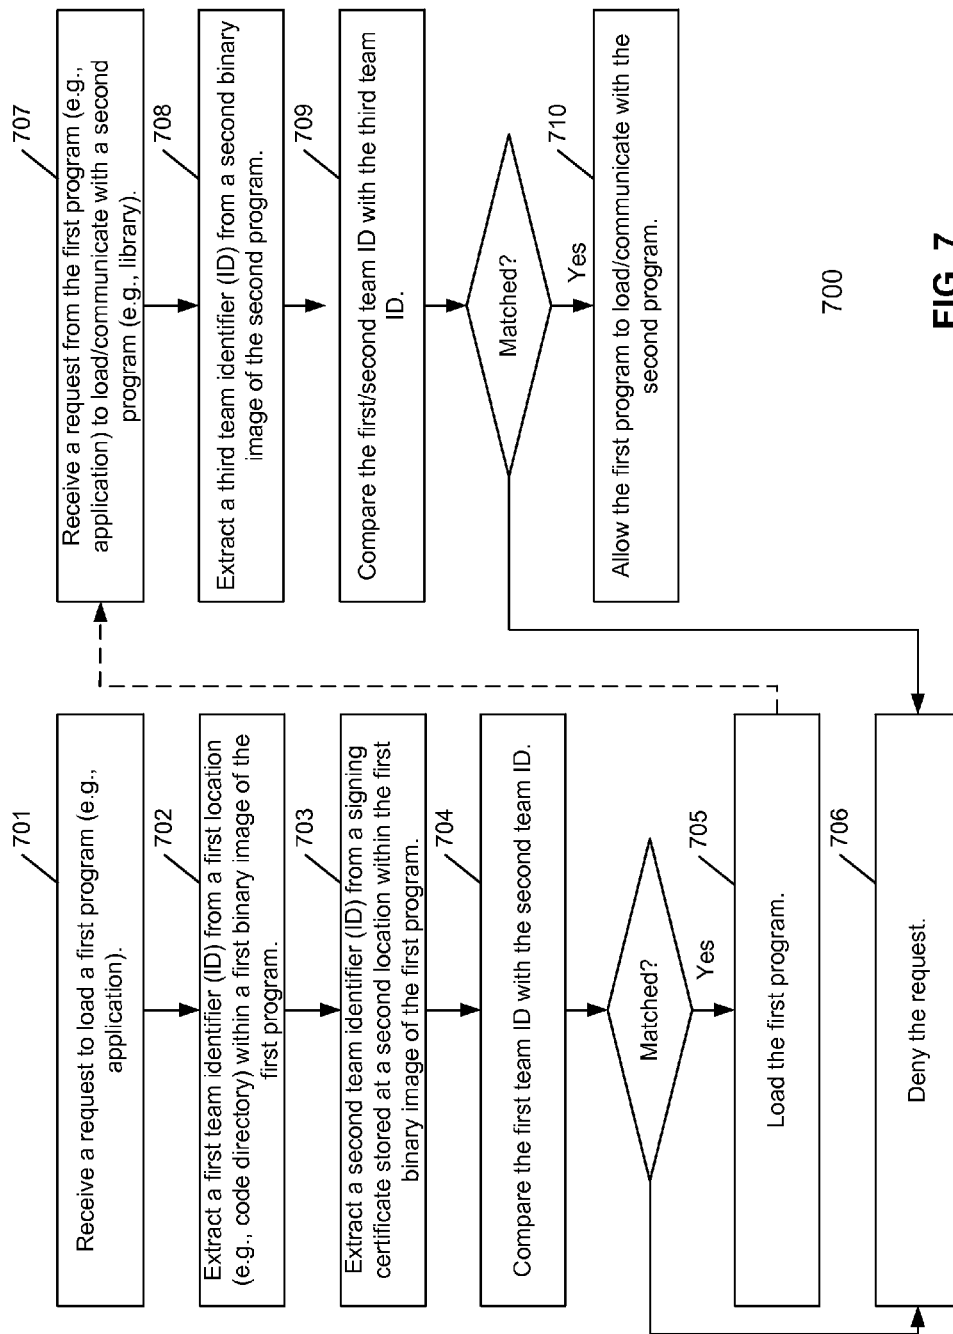 701
Receive a request to load a first program (e.g.,
application).
702
Extract a first team identifier (ID) from a first location
(e.g., code directory) within a first binary image of the
first program.
703
Extract a second team identifier (ID) from a signing
certificate stored at a second location within the first
binary image of the first program.
704
Compare the first team ID with the second team ID.
Matched?
Yes
705
Load the first program.
706
Deny the request.
707
Receive a request from the first program (e.g.,
application) to load/communicate with a second
program (e.g., library).
708
Extract a third team identifier (ID) from a second binary
image of the second program.
709
Compare the first/second team ID with the third team
ID.
Matched?
Yes
710
Allow the first program to load/communicate with the
second program.
700
FIG. 7